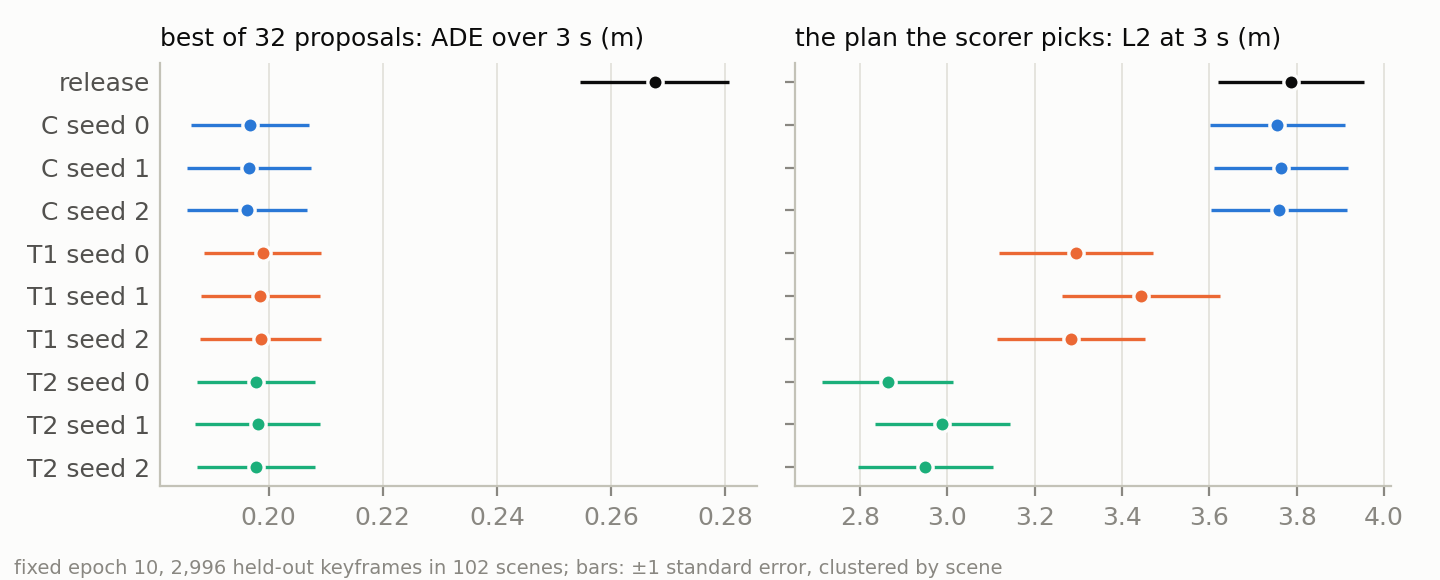 best of 32 proposals: ADE over 3 s (m)
the plan the scorer picks: L2 at 3 s (m)
release
C seed 0
C seed 1
C seed 2
T1 seed 0
T1 seed 1
T1 seed 2
T2 seed 0
T2 seed 1
T2 seed 2
0.20 0.22 0.24 0.26 0.28
2.8 3.0 3.2 3.4 3.6 3.8 4.0
fixed epoch 10, 2,996 held-out keyframes in 102 scenes; bars: ±1 standard error, clustered by scene